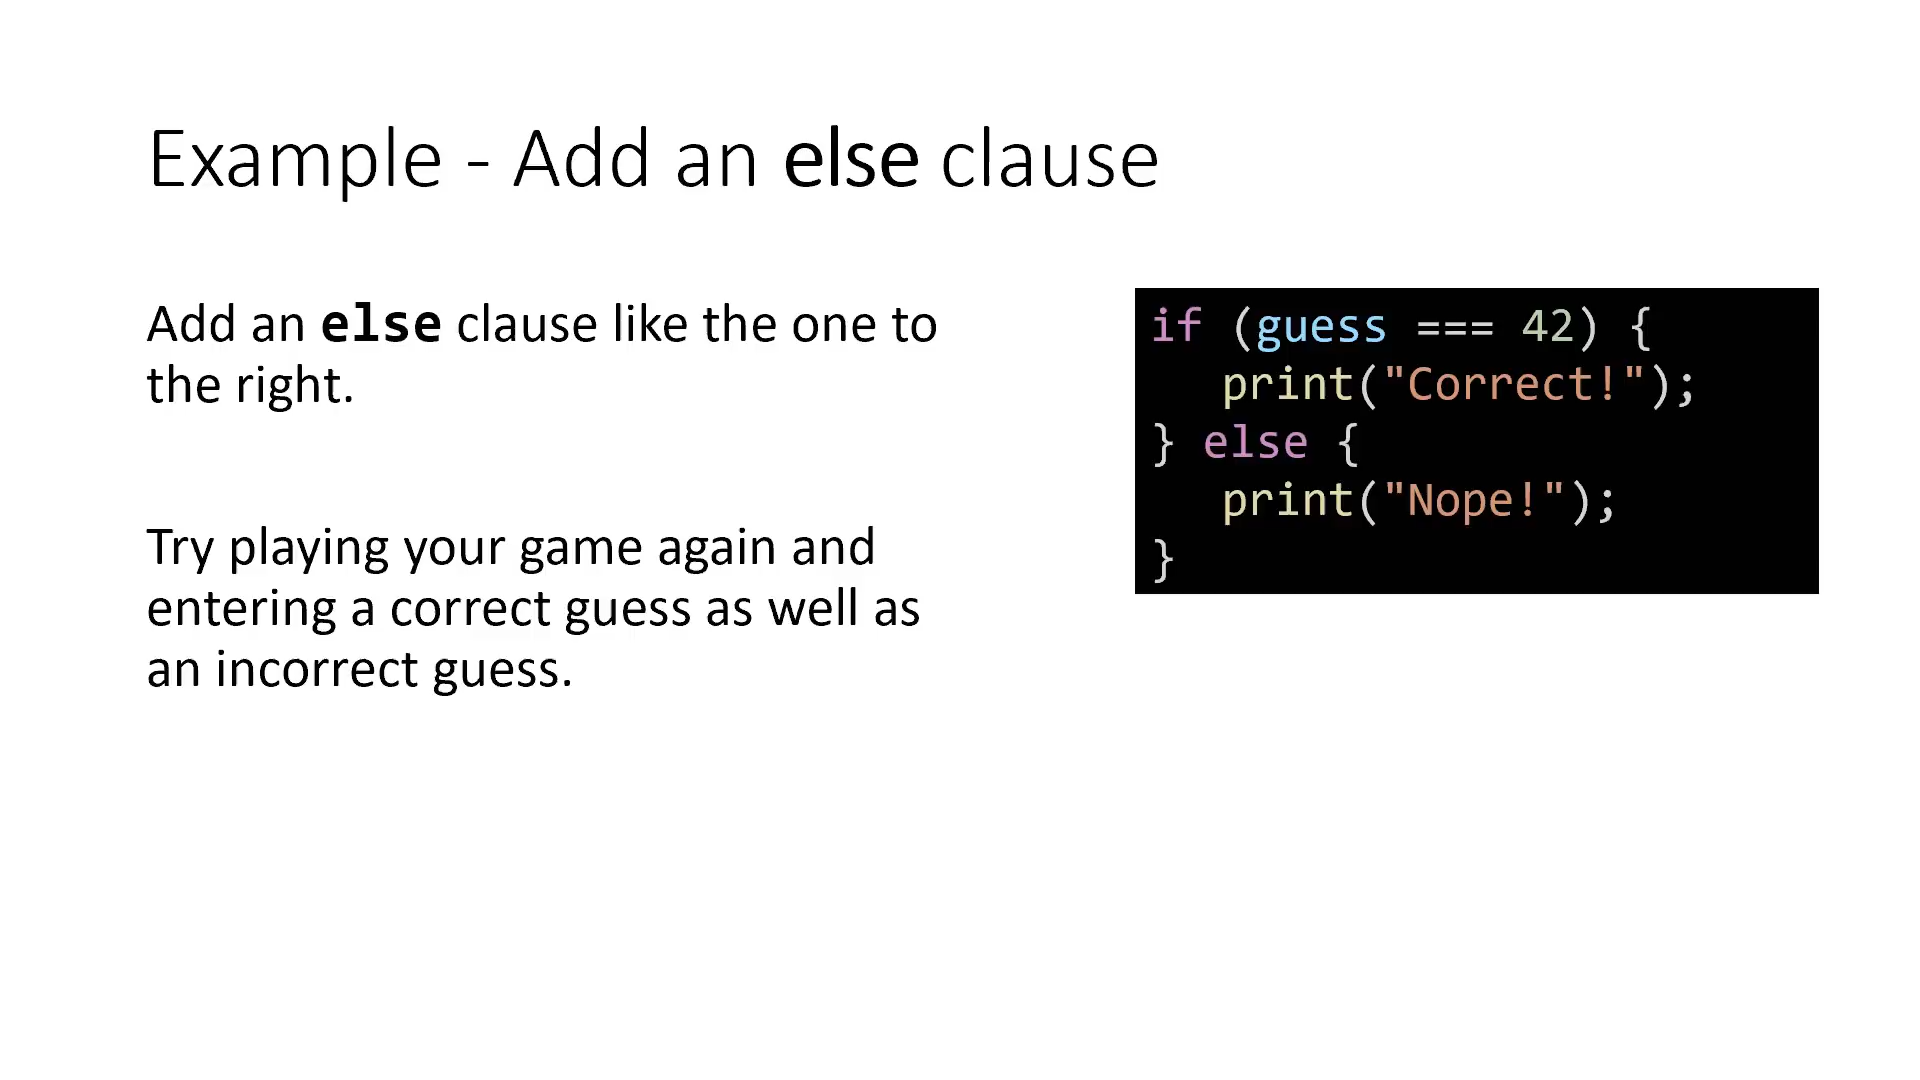 Example - Add an else clause
Add an else clause like the one to
the right.
Try playing your game again and
entering a correct guess as well as
an incorrect guess.
if (guess === 42) {
   print("Correct!");
} else {
   print("Nope!");
}